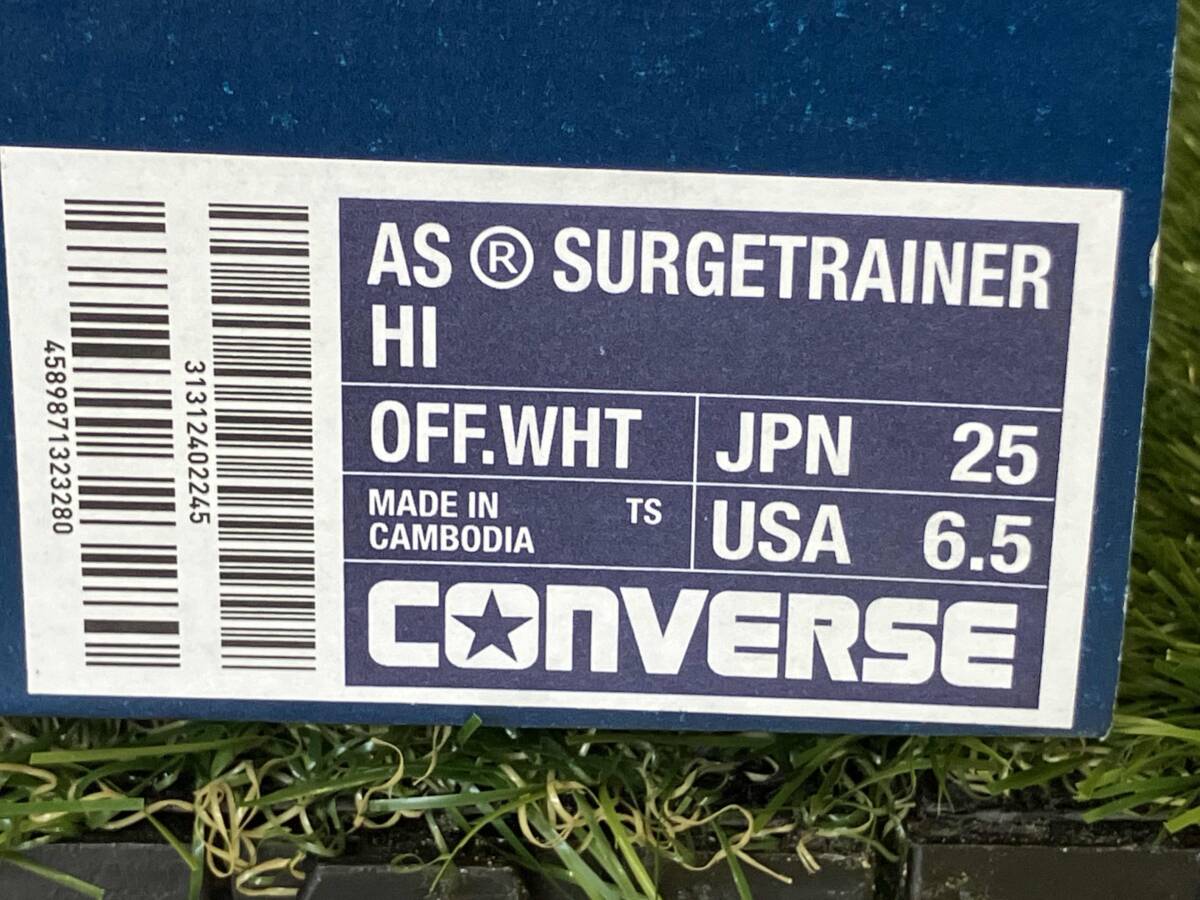 4589871323280
31312402245
AS ® SURGETRAINER
HI
OFF.WHT
JPN 25
MADE IN
CAMBODIA
TS
USA 6.5
CONVERSE